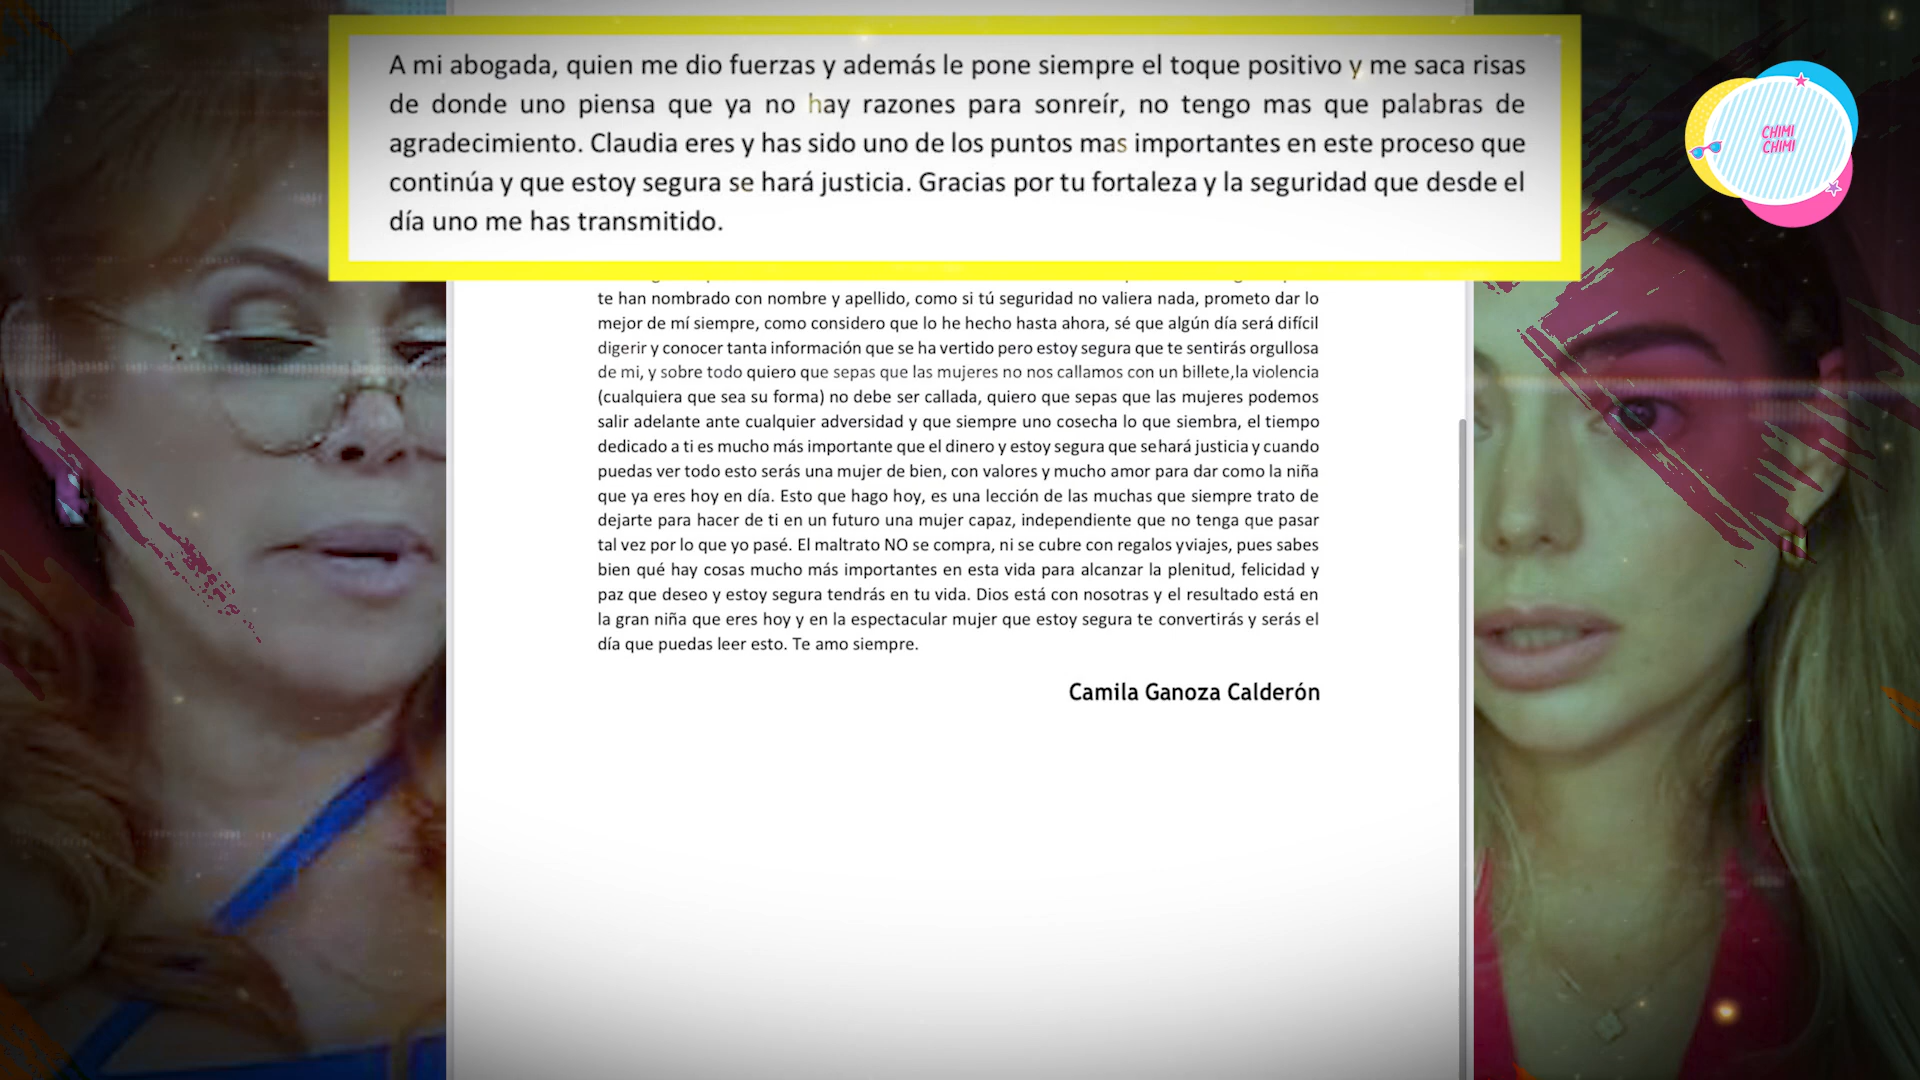 A mi abogada, quien me dio fuerzas y además le pone siempre el toque positivo y me saca risas
de donde uno piensa que ya no hay razones para sonreír, no tengo mas que palabras de
agradecimiento. Claudia eres y has sido uno de los puntos mas importantes en este proceso que
continúa y que estoy segura se hará justicia. Gracias por tu fortaleza y la seguridad que desde el
día uno me has transmitido.
CHIMI
CHIMI
te han nombrado con nombre y apellido, como si tú seguridad no valiera nada, prometo dar lo
mejor de mí siempre, como considero que lo he hecho hasta ahora, sé que algún día será difícil
digerir y conocer tanta información que se ha vertido pero estoy segura que te sentirás orgullosa
de mi, y sobre todo quiero que sepas que las mujeres no nos callamos con un billete,la violencia
(cualquiera que sea su forma) no debe ser callada, quiero que sepas que las mujeres podemos
salir adelante ante cualquier adversidad y que siempre uno cosecha lo que siembra, el tiempo
dedicado a ti es mucho más importante que el dinero y estoy segura que se hará justicia y cuando
puedas ver todo esto serás una mujer de bien, con valores y mucho amor para dar como la niña
que ya eres hoy en día. Esto que hago hoy, es una lección de las muchas que siempre trato de
dejarte para hacer de ti en un futuro una mujer capaz, independiente que no tenga que pasar
tal vez por lo que yo pasé. El maltrato NO se compra, ni se cubre con regalos y viajes, pues sabes
bien qué hay cosas mucho más importantes en esta vida para alcanzar la plenitud, felicidad y
paz que deseo y estoy segura tendrás en tu vida. Dios está con nosotras y el resultado está en
la gran niña que eres hoy y en la espectacular mujer que estoy segura te convertirás y serás el
día que puedas leer esto. Te amo siempre.
Camila Ganoza Calderón